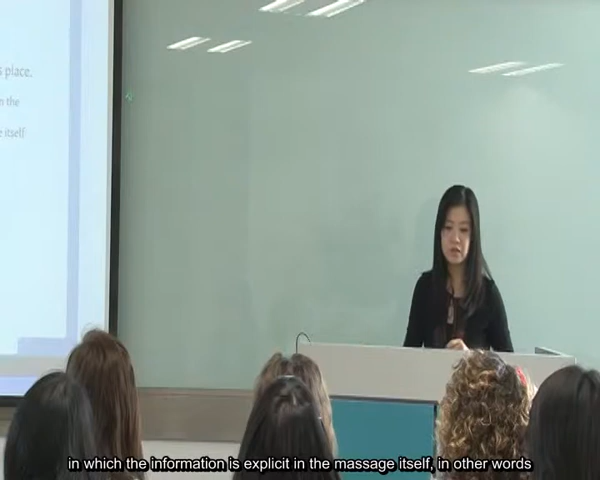 s place.
n the
e itself
in which the information is explicit in the massage itself, in other words